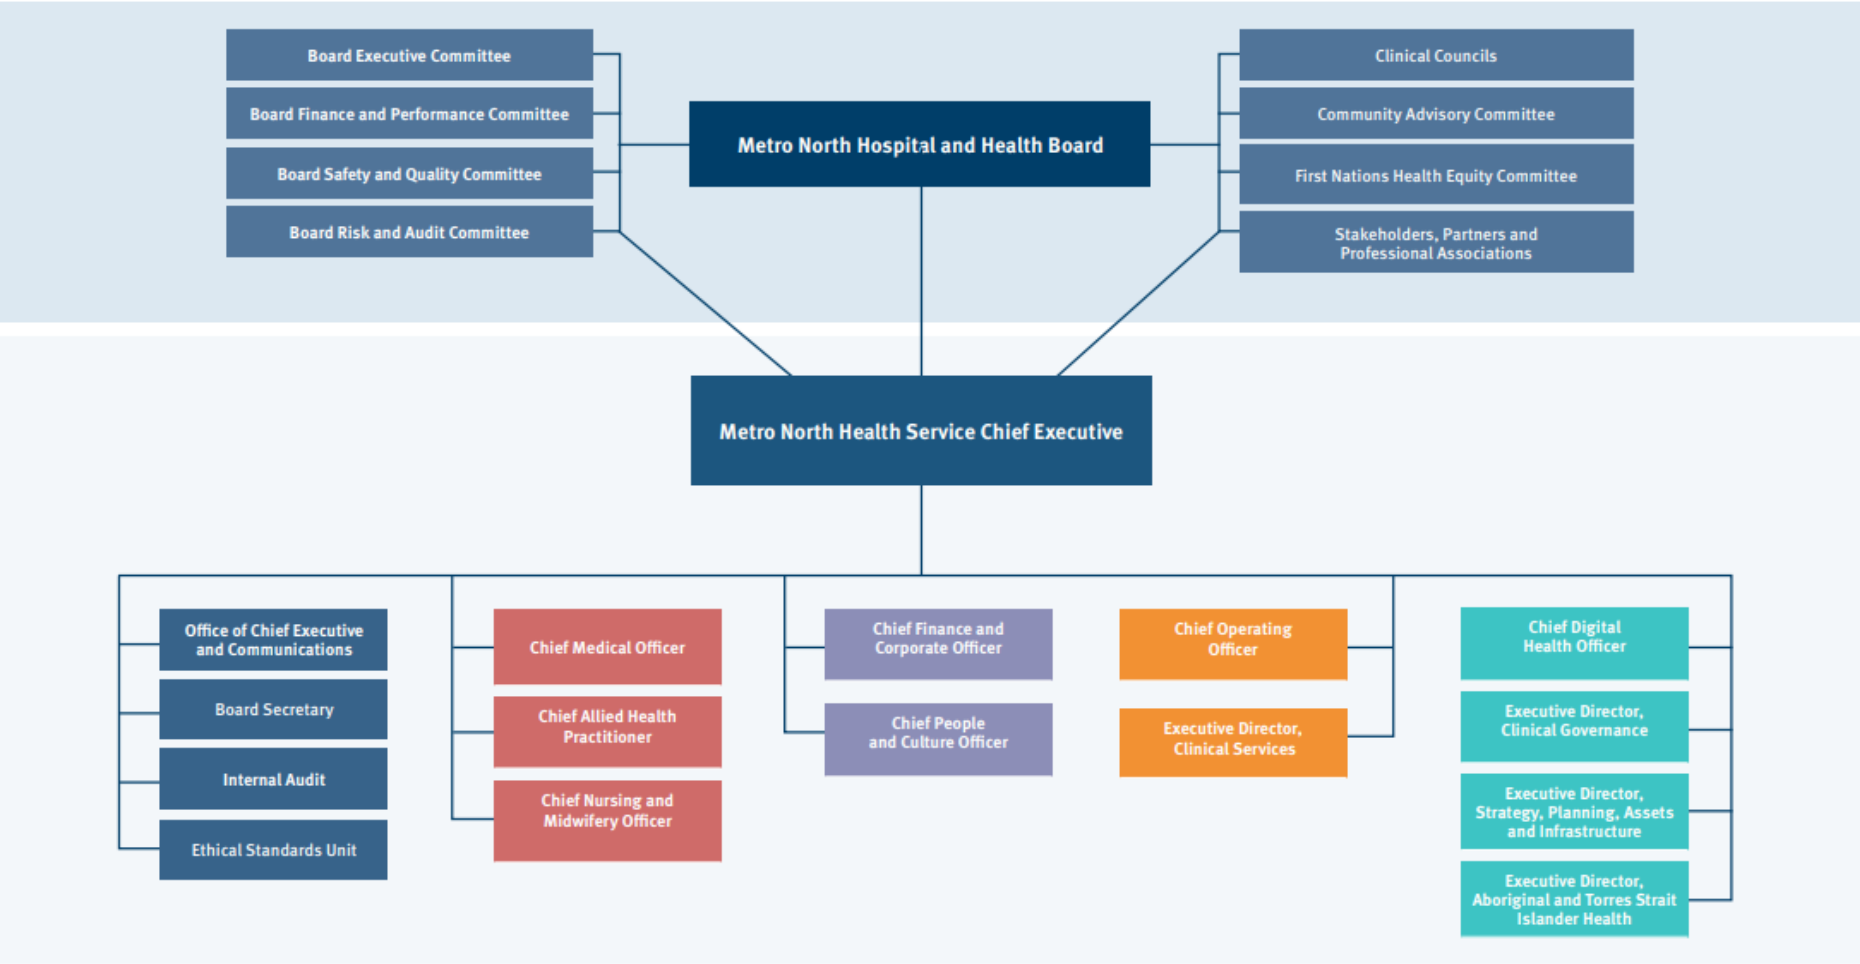 Board Executive Committee
Board Finance and Performance Committee
Board Safety and Quality Committee
Board Risk and Audit Committee
Metro North Hospital and Health Board
Clinical Councils
Community Advisory Committee
First Nations Health Equity Committee
Stakeholders, Partners and
Professional Associations
Metro North Health Service Chief Executive
Office of Chief Executive
and Communications
Board Secretary
Internal Audit
Ethical Standards Unit
Chief Medical Officer
Chief Allied Health
Practitioner
Chief Nursing and
Midwifery Officer
Chief Finance and
Corporate Officer
Chief People
and Culture Officer
Chief Operating
Officer
Executive Director,
Clinical Services
Chief Digital
Health Officer
Executive Director,
Clinical Governance
Executive Director,
Strategy, Planning, Assets
and Infrastructure
Executive Director,
Aboriginal and Torres Strait
Islander Health